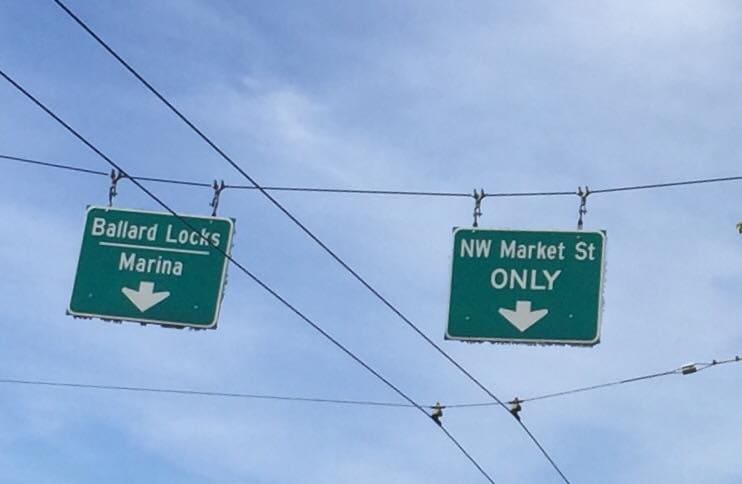 Ballard Locks
Marina
NW Market St
ONLY